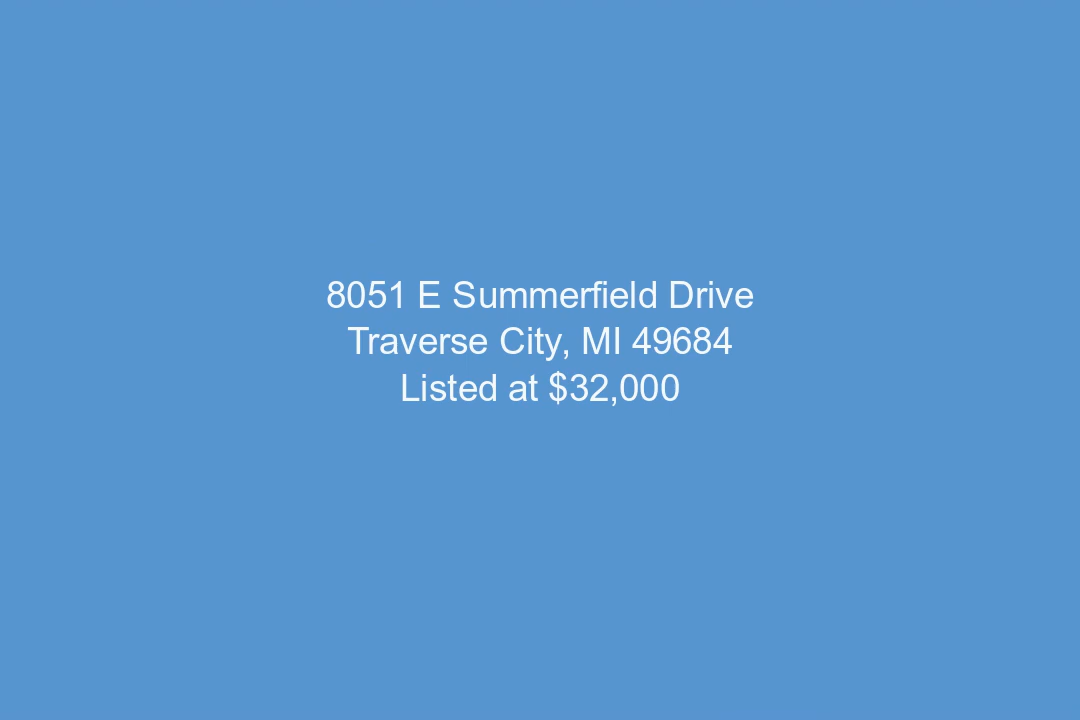 8051 E Summerfield Drive
Traverse City, MI 49684
Listed at $32,000